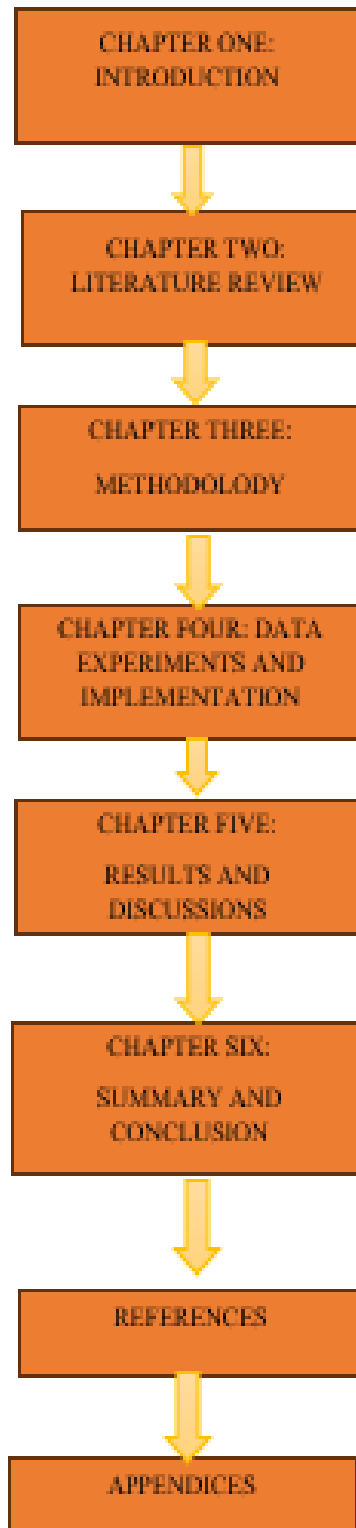 CHAPTER ONE:
INTRODUCTION
CHAPTER TWO:
LITERATURE REVIEW
CHAPTER THREE:
METHODOLODY
CHAPTER FOUR: DATA
EXPERIMENTS AND
IMPLEMENTATION
CHAPTER FIVE:
RESULTS AND
DISCUSSIONS
CHAPTER SIX:
SUMMARY AND
CONCLUSION
REFERENCES
APPENDICES